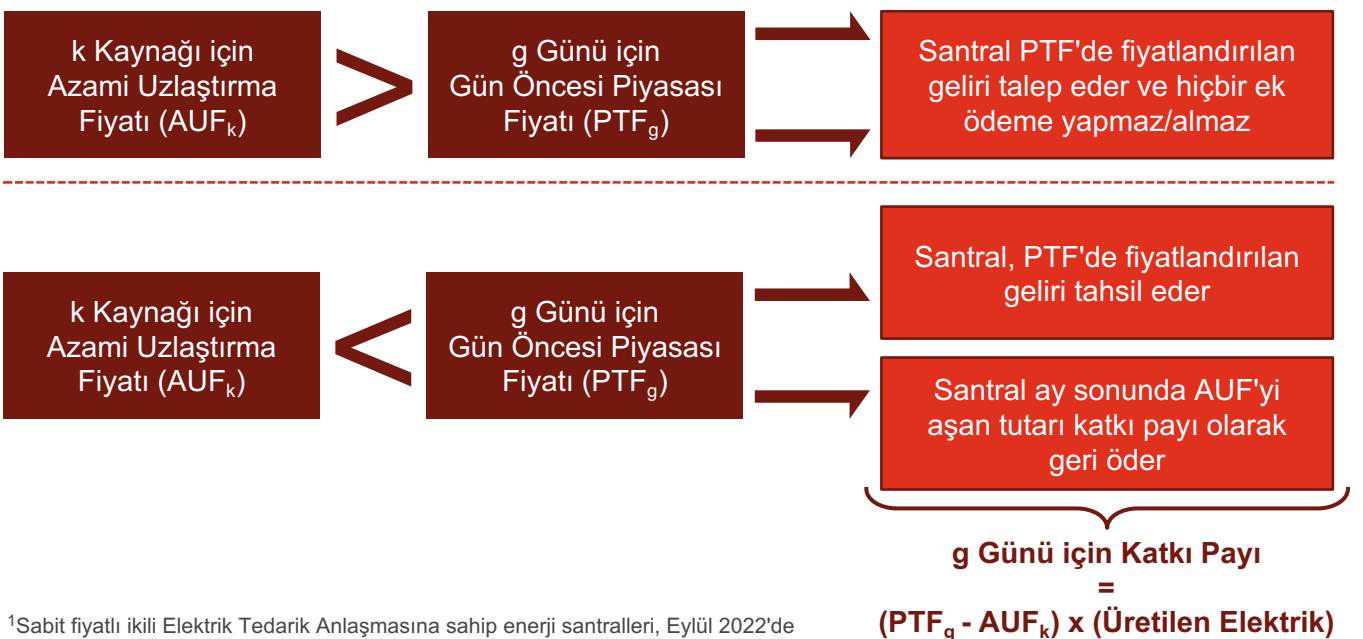 k Kaynağı için
Azami Uzlaştırma
Fiyatı (AUFk)
>
g Günü için
Gün Öncesi Piyasası
Fiyatı (PTFg)
Santral PTF'de fiyatlandırılan
geliri talep eder ve hiçbir ek
ödeme yapmaz/almaz
k Kaynağı için
Azami Uzlaştırma
Fiyatı (AUFk)
<
g Günü için
Gün Öncesi Piyasası
Fiyatı (PTFg)
Santral, PTF'de fiyatlandırılan
geliri tahsil eder
Santral ay sonunda AUF'yi
aşan tutarı katkı payı olarak
geri öder
g Günü için Katkı Payı
=
(PTFg - AUFk) x (Üretilen Elektrik)
1Sabit fiyatlı ikili Elektrik Tedarik Anlaşmasına sahip enerji santralleri, Eylül 2022'de